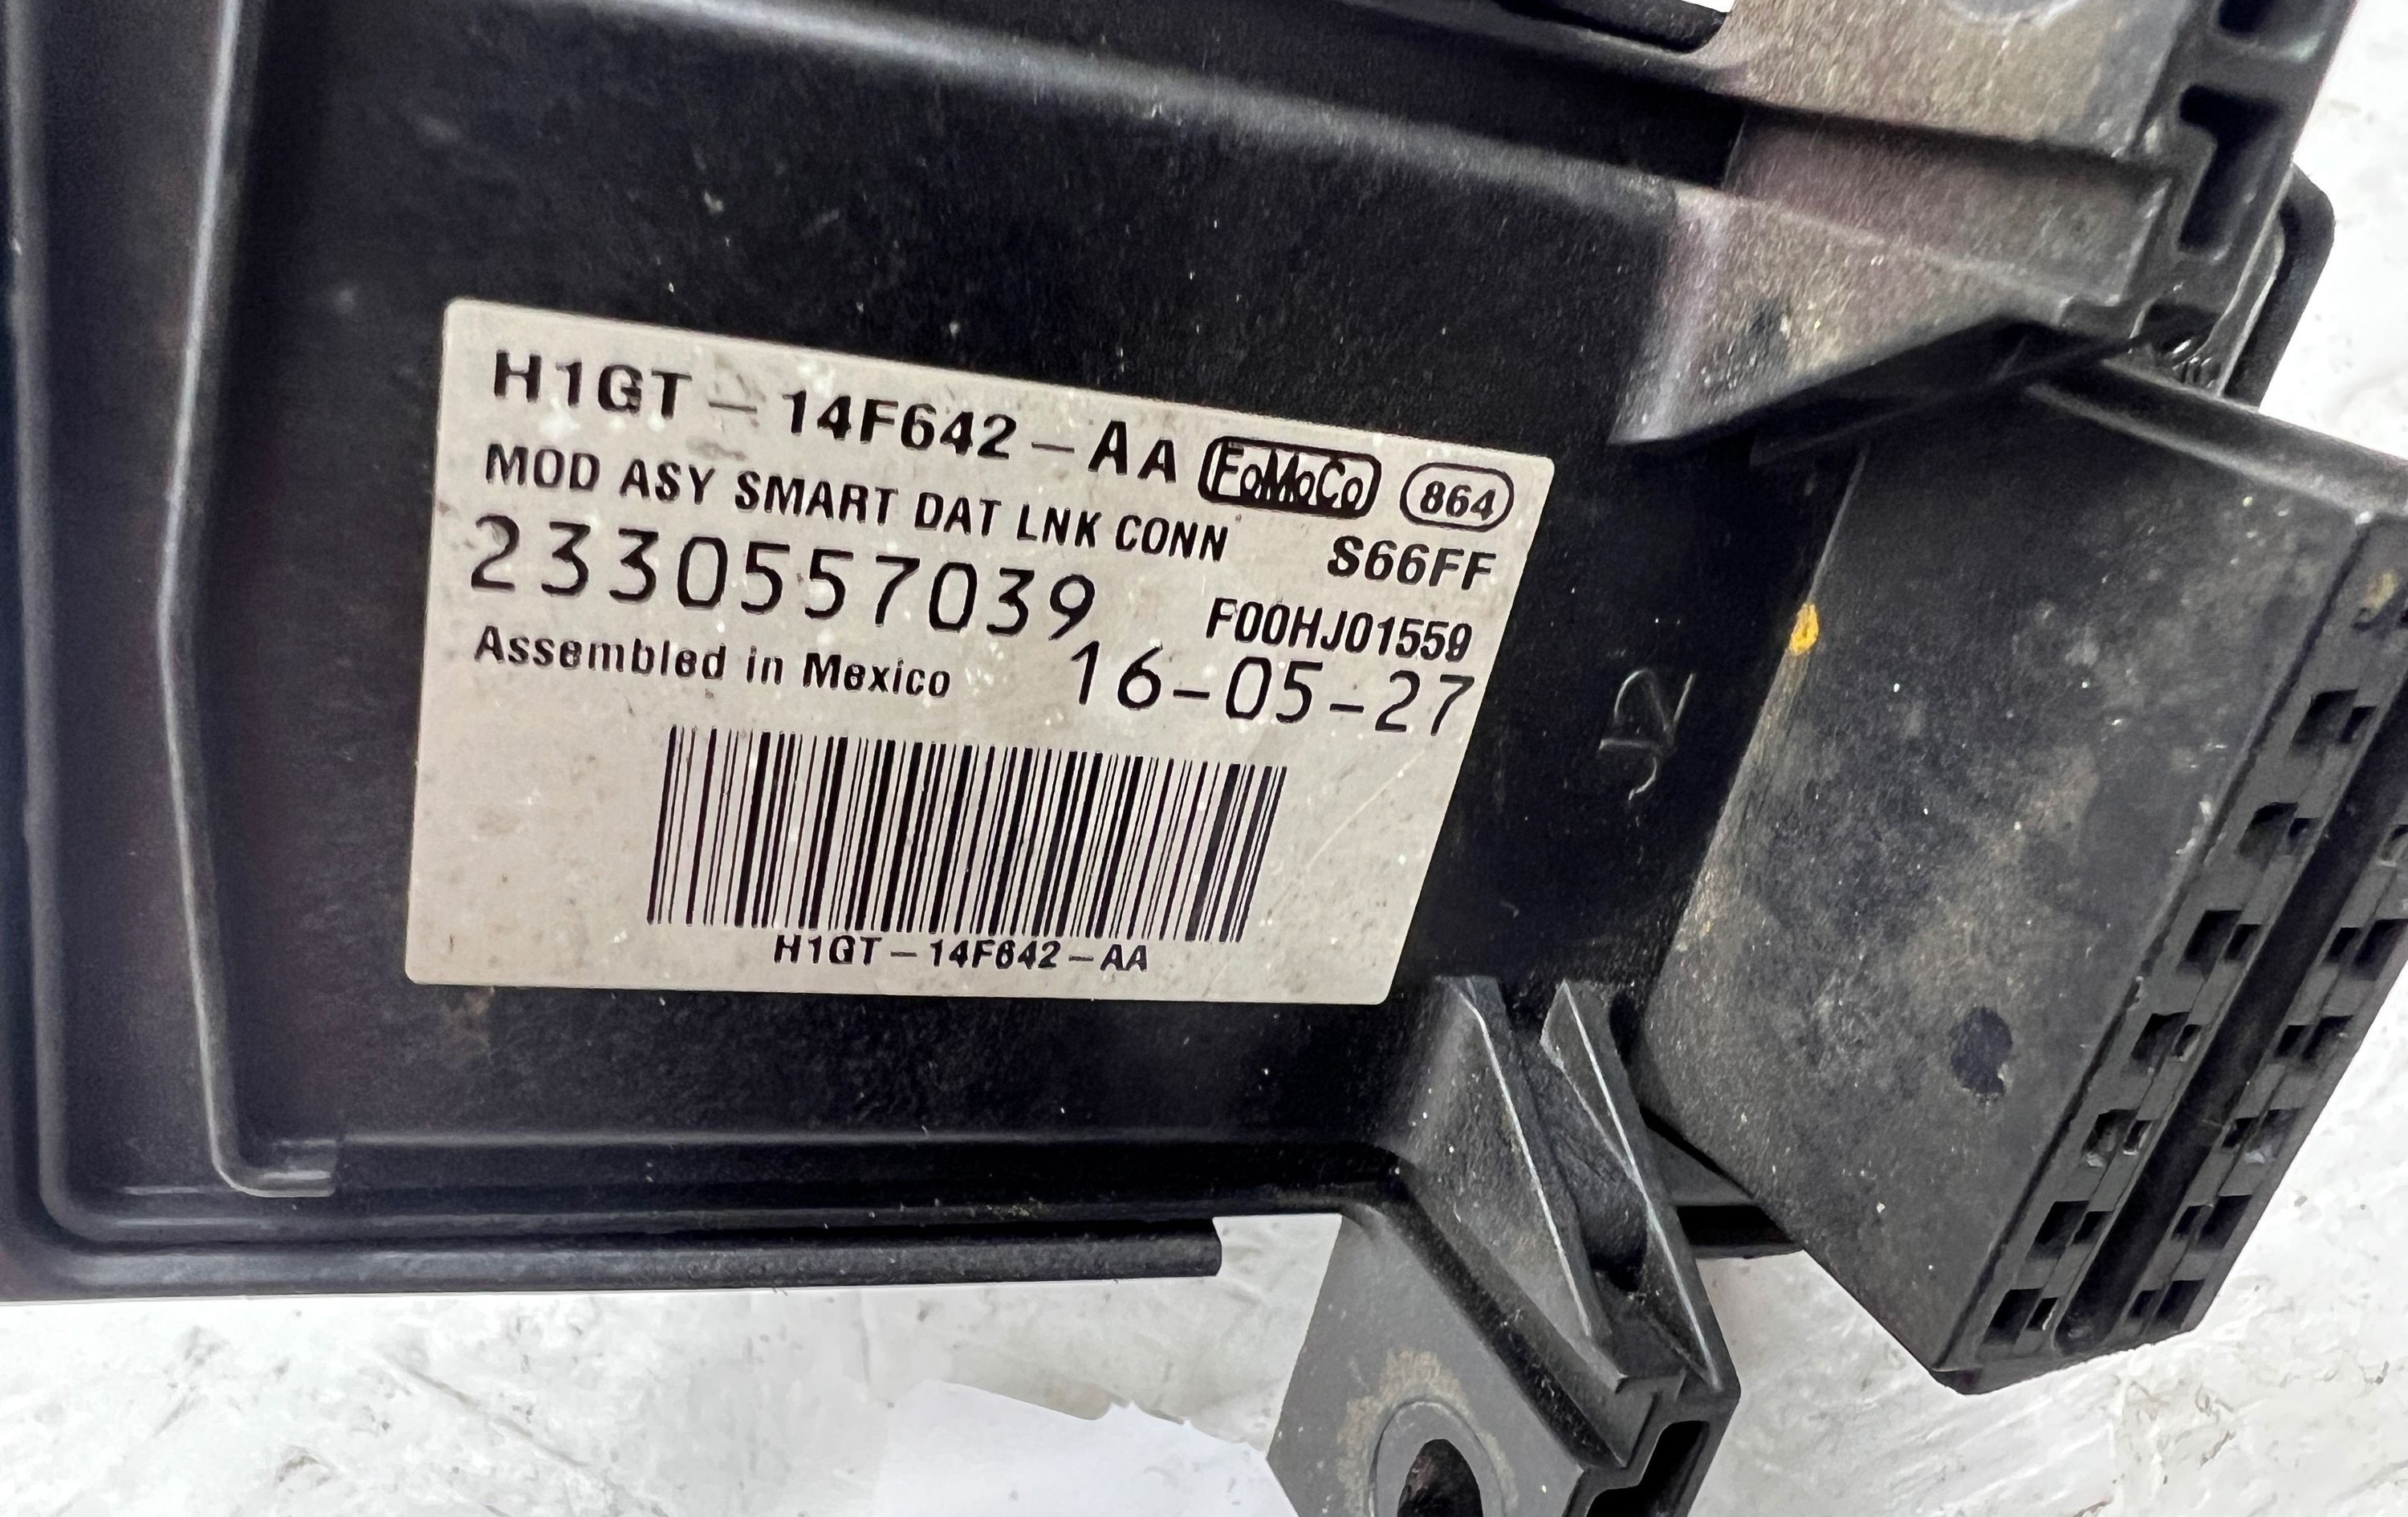 H1GT-14F642-AA FoMoCo 864
MOD ASY SMART DAT LNK CONN S66FF
2330557039 F00HJ01559
Assembled in Mexico 16-05-27
H1GT-14F642-AA
J2